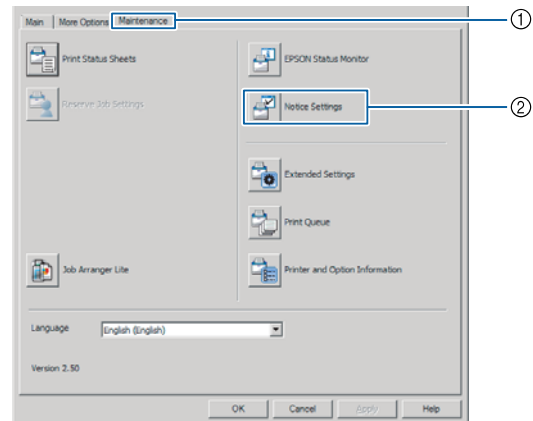 Main More Options Maintenance ①
Print Status Sheets
EPSON Status Monitor
Reserve Job Settings
Notice Settings ②
Extended Settings
Print Queue
Job Arranger Lite
Printer and Option Information
Language English (English)
Version 2.50
OK Cancel Apply Help